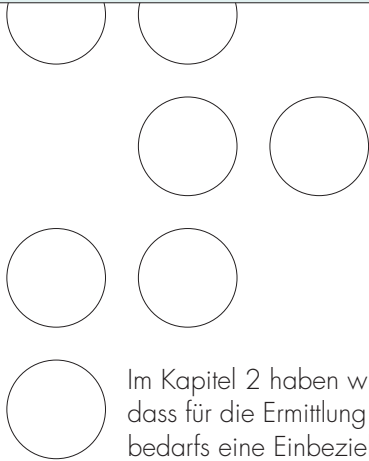 Im Kapitel 2 haben w
dass für die Ermittlung
bedarfs eine Einbezie